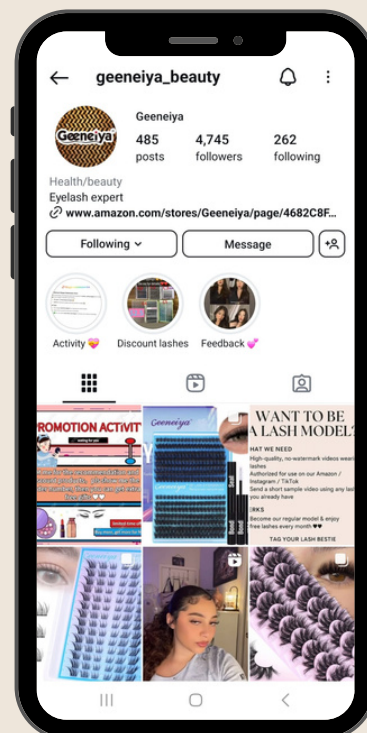 geeneiya_beauty
Geeneiya
Geeneiya
485 4,745 262
posts followers following
Health/beauty
Eyelash expert
www.amazon.com/stores/Geeneiya/page/4682C8F...
Following Message
Activity 💝 Discount lashes Feedback 💕
PROMOTION ACTIVIT
Geeneiya
WANT TO BE
A LASH MODEL?
HAT WE NEED
High-quality, no-watermark videos weari
lashes
Authorized for use on our Amazon /
Instagram / TikTok
Send a short sample video using any las
you already have
ERKS
Become our regular model & enjoy
free lashes every month ♥♥
TAG YOUR LASH BESTIE